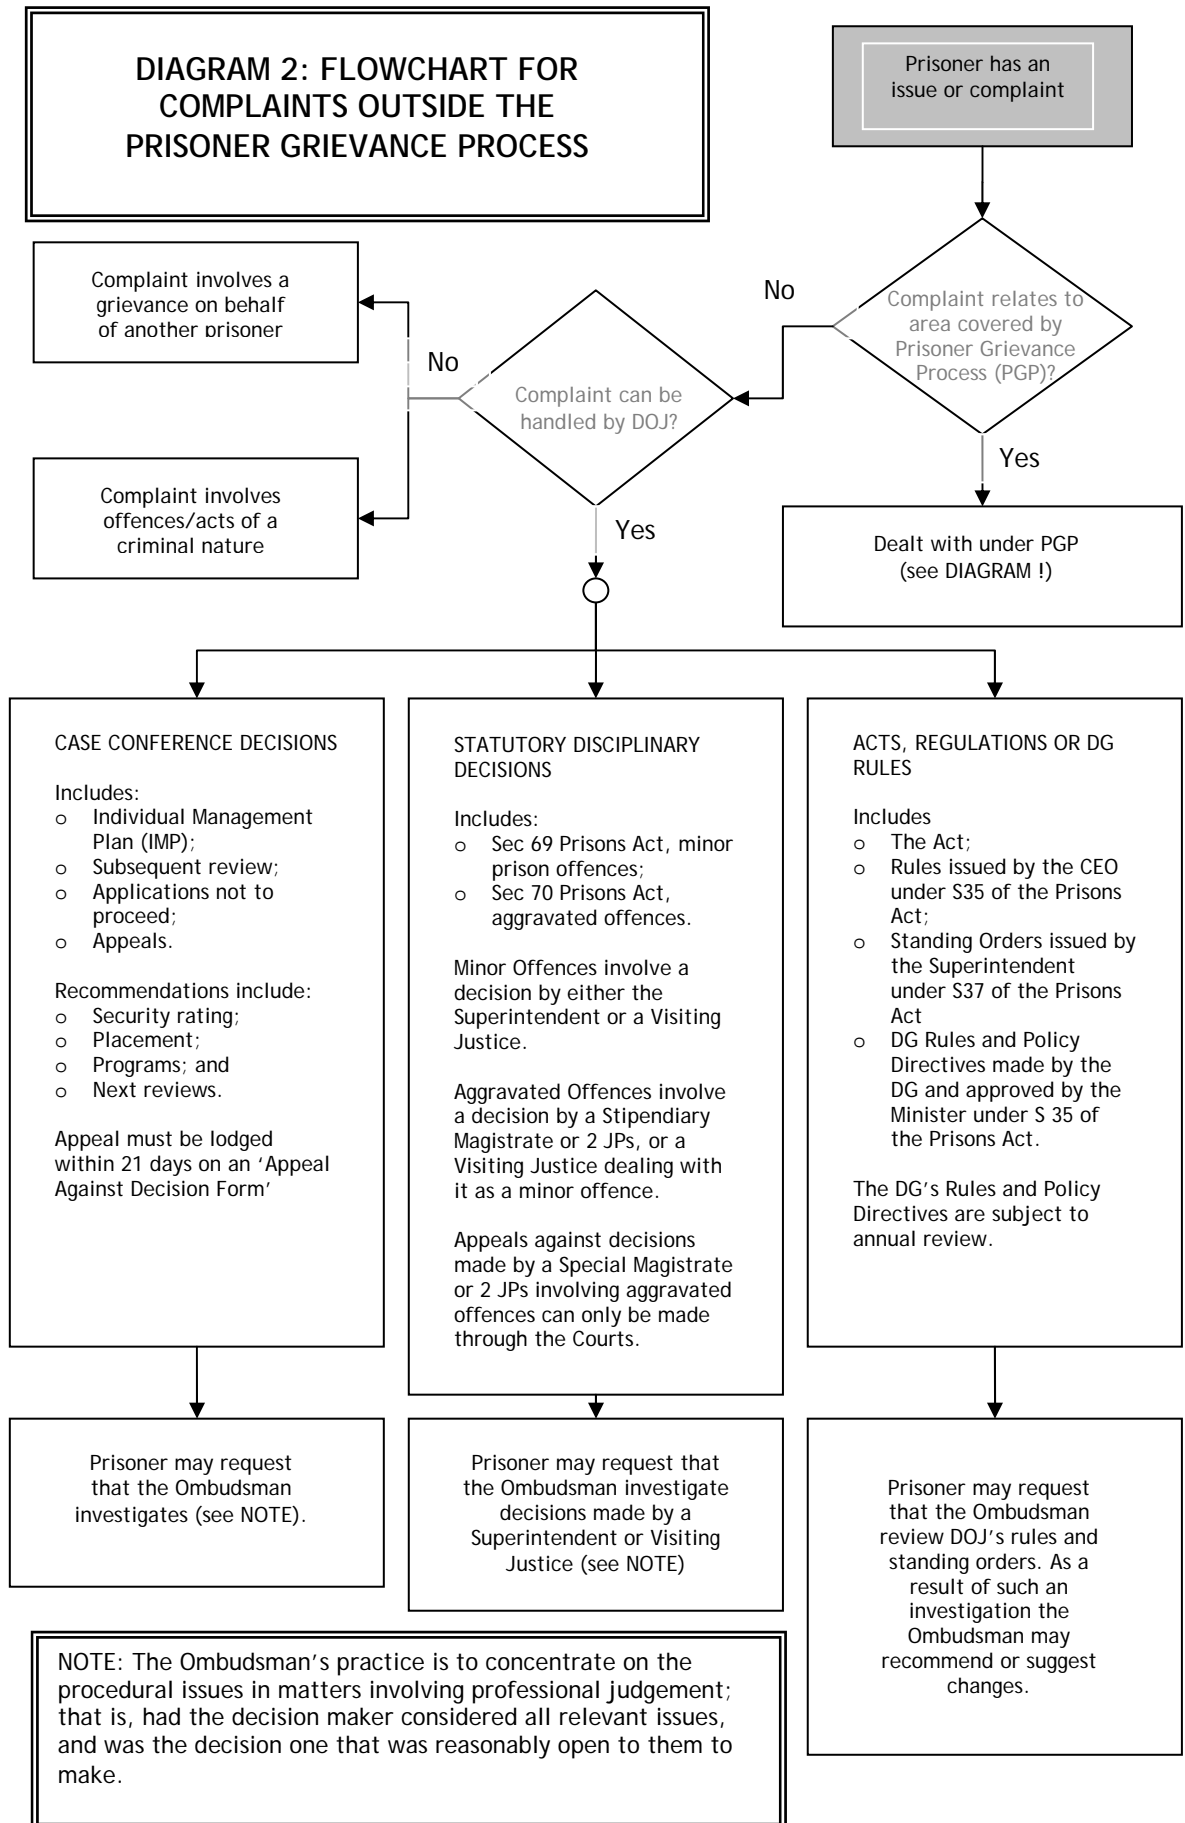 DIAGRAM 2: FLOWCHART FOR
COMPLAINTS OUTSIDE THE
PRISONER GRIEVANCE PROCESS
Prisoner has an
issue or complaint
Complaint relates to
area covered by
Prisoner Grievance
Process (PGP)?
No
Yes
Dealt with under PGP
(see DIAGRAM !)
Complaint can be
handled by DOJ?
No
Yes
Complaint involves a
grievance on behalf
of another prisoner
Complaint involves
offences/acts of a
criminal nature
CASE CONFERENCE DECISIONS
Includes:
o Individual Management
Plan (IMP);
o Subsequent review;
o Applications not to
proceed;
o Appeals.
Recommendations include:
o Security rating;
o Placement;
o Programs; and
o Next reviews.
Appeal must be lodged
within 21 days on an ‘Appeal
Against Decision Form’
STATUTORY DISCIPLINARY
DECISIONS
Includes:
o Sec 69 Prisons Act, minor
prison offences;
o Sec 70 Prisons Act,
aggravated offences.
Minor Offences involve a
decision by either the
Superintendent or a Visiting
Justice.
Aggravated Offences involve
a decision by a Stipendiary
Magistrate or 2 JPs, or a
Visiting Justice dealing with
it as a minor offence.
Appeals against decisions
made by a Special Magistrate
or 2 JPs involving aggravated
offences can only be made
through the Courts.
ACTS, REGULATIONS OR DG
RULES
Includes
o The Act;
o Rules issued by the CEO
under S35 of the Prisons
Act;
o Standing Orders issued by
the Superintendent
under S37 of the Prisons
Act
o DG Rules and Policy
Directives made by the
DG and approved by the
Minister under S 35 of
the Prisons Act.
The DG’s Rules and Policy
Directives are subject to
annual review.
Prisoner may request
that the Ombudsman
investigates (see NOTE).
Prisoner may request that
the Ombudsman investigate
decisions made by a
Superintendent or Visiting
Justice (see NOTE)
Prisoner may request
that the Ombudsman
review DOJ’s rules and
standing orders. As a
result of such an
investigation the
Ombudsman may
recommend or suggest
changes.
NOTE: The Ombudsman’s practice is to concentrate on the
procedural issues in matters involving professional judgement;
that is, had the decision maker considered all relevant issues,
and was the decision one that was reasonably open to them to
make.